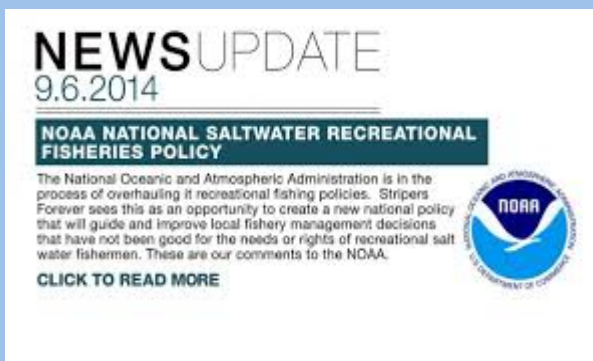 NEWSUPDATE
9.6.2014
NOAA NATIONAL SALTWATER RECREATIONAL
FISHERIES POLICY
The National Oceanic and Atmospheric Administration is in the
process of overhauling it recreational fishing policies.  Stripers
Forever sees this as an opportunity to create a new national policy
that will guide and improve local fishery management decisions
that have not been good for the needs or rights of recreational salt
water fishermen. These are our comments to the NOAA.
CLICK TO READ MORE
NATIONAL OCEANIC AND ATMOSPHERIC ADMINISTRATION
NOAA
U.S. DEPARTMENT OF COMMERCE